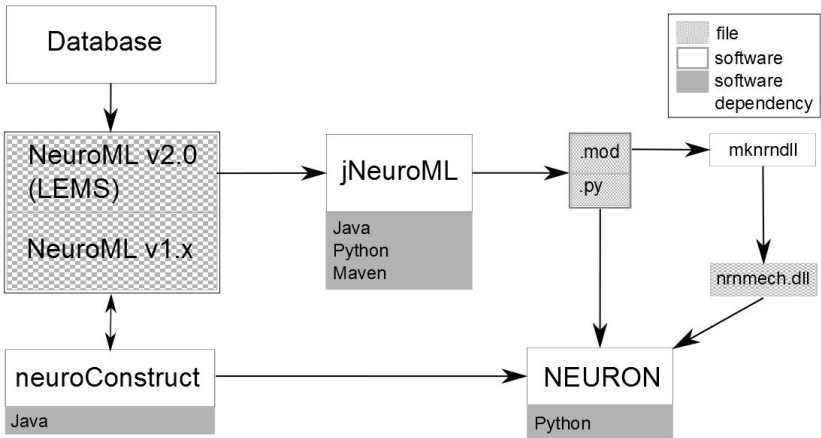 Database
file
software
software
dependency
NeuroML v2.0
(LEMS)
NeuroML v1.x
jNeuroML
Java
Python
Maven
.mod
.py
mknrndll
nrnmech.dll
neuroConstruct
Java
NEURON
Python